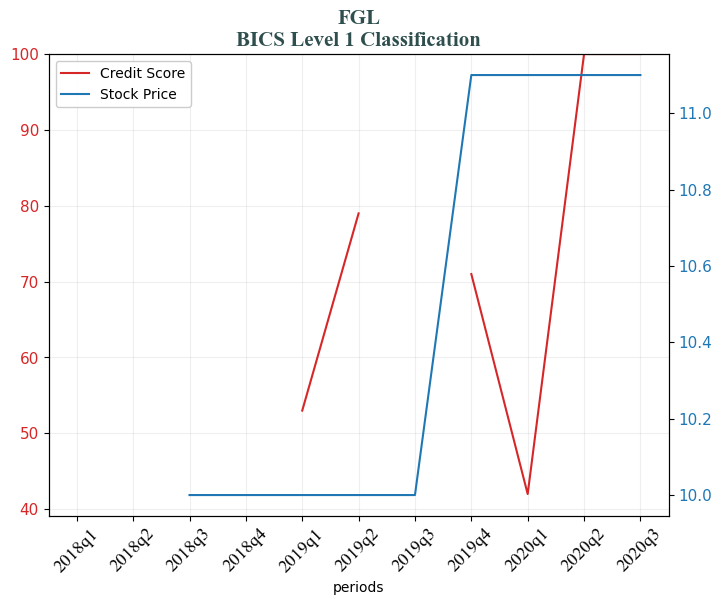 FGL
BICS Level 1 Classification
Credit Score
Stock Price
100
90
80
70
60
50
40
11.0
10.8
10.6
10.4
10.2
10.0
2018q1
2018q2
2018q3
2018q4
2019q1
2019q2
2019q3
2019q4
2020q1
2020q2
2020q3
periods